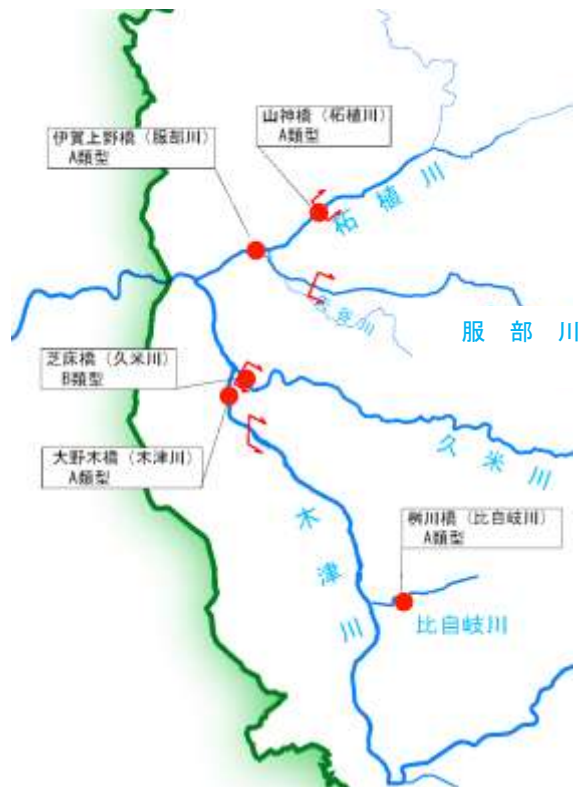 山神橋（柘植川）
A類型
伊賀上野橋（服部川）
A類型
柘植川
服部川
芝床橋（久米川）
B類型
大野木橋（木津川）
A類型
久米川
木津川
桝川橋（比自岐川）
A類型
比自岐川